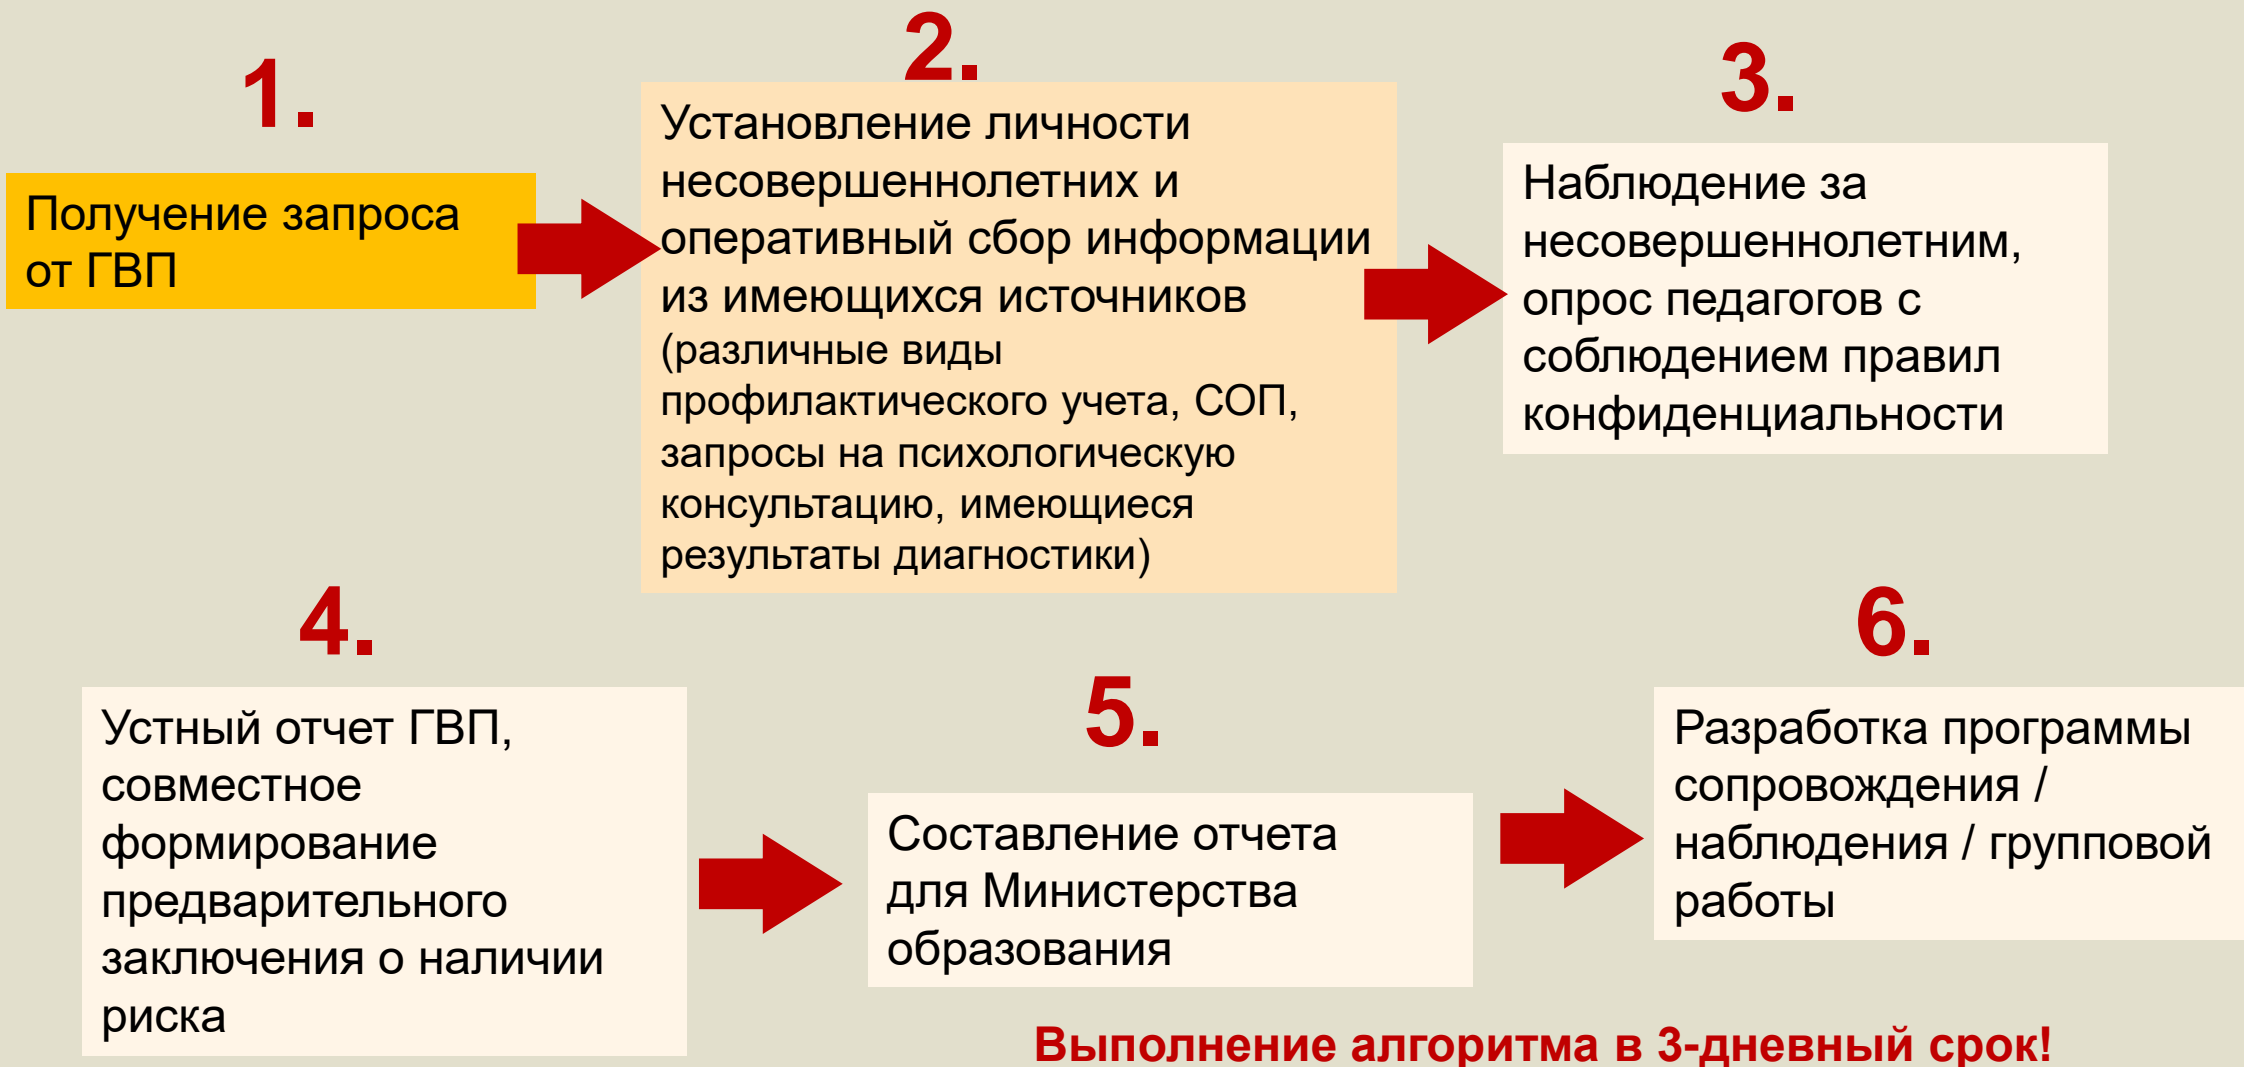 1.
Получение запроса
от ГВП
2.
Установление личности
несовершеннолетних и
оперативный сбор информации
из имеющихся источников
(различные виды
профилактического учета, СОП,
запросы на психологическую
консультацию, имеющиеся
результаты диагностики)
3.
Наблюдение за
несовершеннолетним,
опрос педагогов с
соблюдением правил
конфиденциальности
4.
Устный отчет ГВП,
совместное
формирование
предварительного
заключения о наличии
риска
5.
Составление отчета
для Министерства
образования
6.
Разработка программы
сопровождения /
наблюдения / групповой
работы
Выполнение алгоритма в 3-дневный срок!